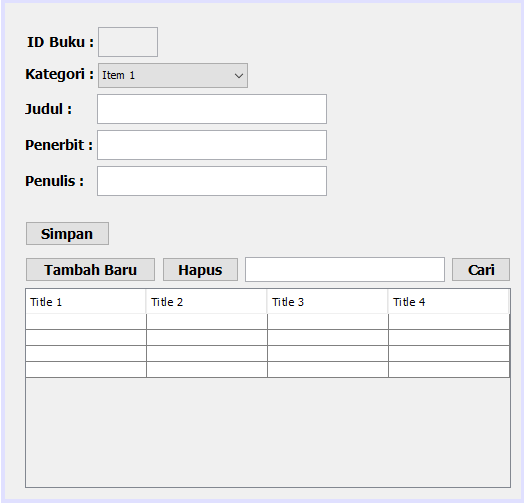 ID Buku :
Kategori : Item 1
Judul :
Penerbit :
Penulis :
Simpan
Tambah Baru Hapus Cari
Title 1 Title 2 Title 3 Title 4